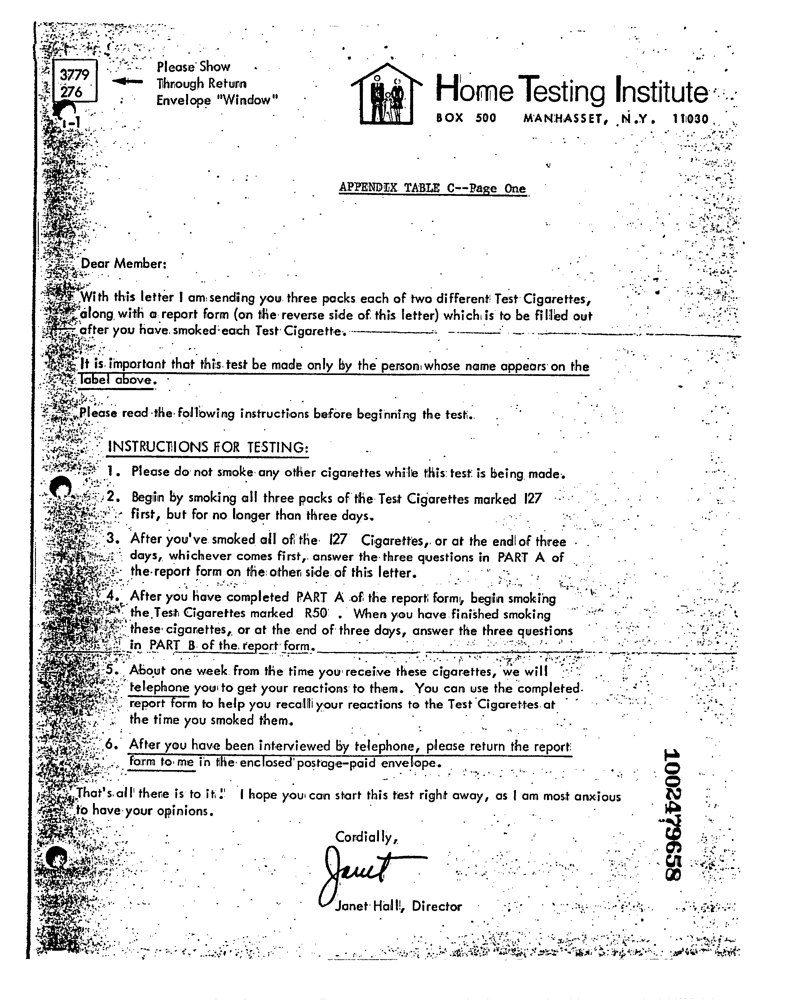 3779
276
1-1
Please Show
Through Return
Envelope "Window"
Home Testing Institute
BOX 500 MANHASSET, N.Y. 11030
APPENDIX TABLE C--Page One
Dear Member:
With this letter I am sending you three packs each of two different Test Cigarettes,
along with a report form (on the reverse side of this letter) which is to be filled out
after you have smoked each Test Cigarette.
It is important that this test be made only by the person whose name appears on the
label above.
Please read the following instructions before beginning the test.
INSTRUCTIONS FOR TESTING:
1. Please do not smoke any other cigarettes while this test is being made.
2. Begin by smoking all three packs of the Test Cigarettes marked 127
first, but for no longer than three days.
3. After you've smoked all of the 127 Cigarettes, or at the end of three
days, whichever comes first, answer the three questions in PART A of
the report form on the other side of this letter.
4. After you have completed PART A of the report form, begin smoking
the Test Cigarettes marked R50 . When you have finished smoking
these cigarettes, or at the end of three days, answer the three questions
in PART B of the report form.
5. About one week from the time you receive these cigarettes, we will
telephone you to get your reactions to them. You can use the completed
report form to help you recall your reactions to the Test Cigarettes at
the time you smoked them.
6. After you have been interviewed by telephone, please return the report
form to me in the enclosed postage-paid envelope.
That's all there is to it! I hope you can start this test right away, as I am most anxious
to have your opinions.
Cordially,
Janet
Janet Hall, Director
1002479658